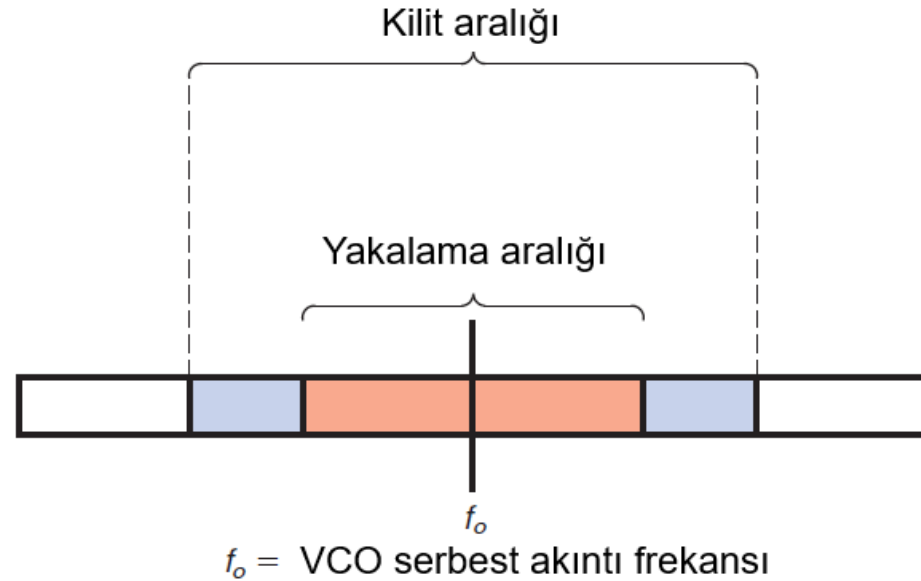 Kilit aralığı
Yakalama aralığı
fo
fo = VCO serbest akıntı frekansı